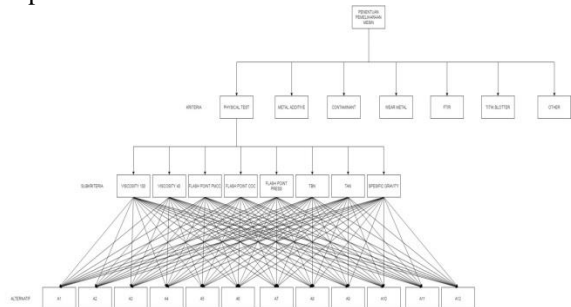 PENENTUAN
PEMELIHARAAN
MESIN
KRITERIA
PHYSICAL TEST
METAL ADDITIVE
CONTAMINANT
WEAR METAL
FTIR
TITIK BLOTTER
OTHER
SUBKRITERIA
VISCOSITY 100
VISCOSITY 40
FLASH POINT PMCC
FLASH POINT COC
FLASH POINT
PRESS
TBN
TAN
SPESIFIC GRAVITY
ALTERNATIF
A1
A2
A3
A4
A5
A6
A7
A8
A9
A10
A11
A12